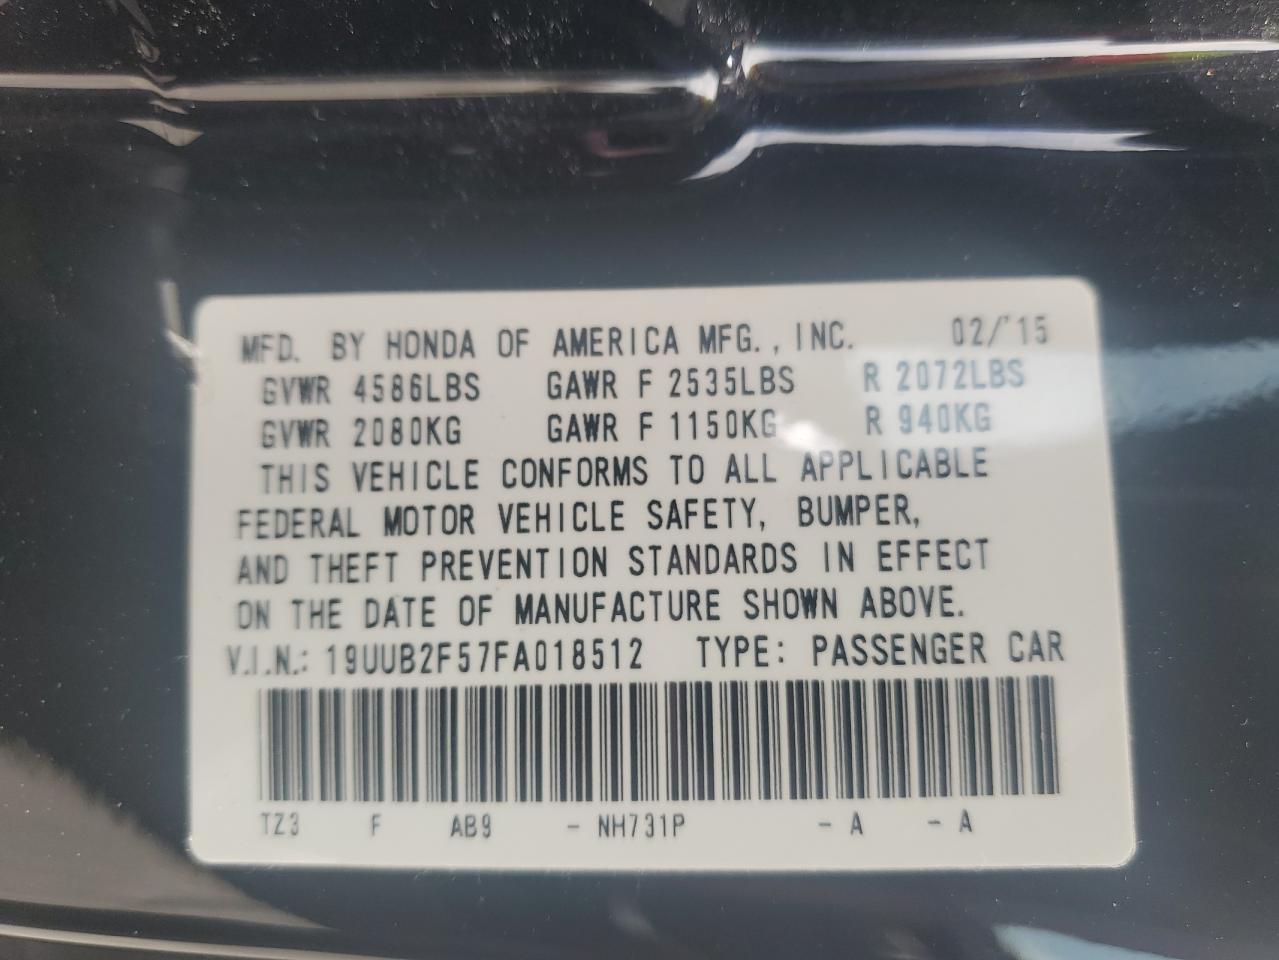 MFD. BY HONDA OF AMERICA MFG., INC. 02/'15
GVWR 4586LBS GAWR F 2535LBS R 2072LBS
GVWR 2080KG GAWR F 1150KG R 940KG
THIS VEHICLE CONFORMS TO ALL APPLICABLE
FEDERAL MOTOR VEHICLE SAFETY, BUMPER,
AND THEFT PREVENTION STANDARDS IN EFFECT
ON THE DATE OF MANUFACTURE SHOWN ABOVE.
V.I.N.: 19UUB2F57FA018512 TYPE: PASSENGER CAR
TZ3 F AB9 - NH731P - A - A